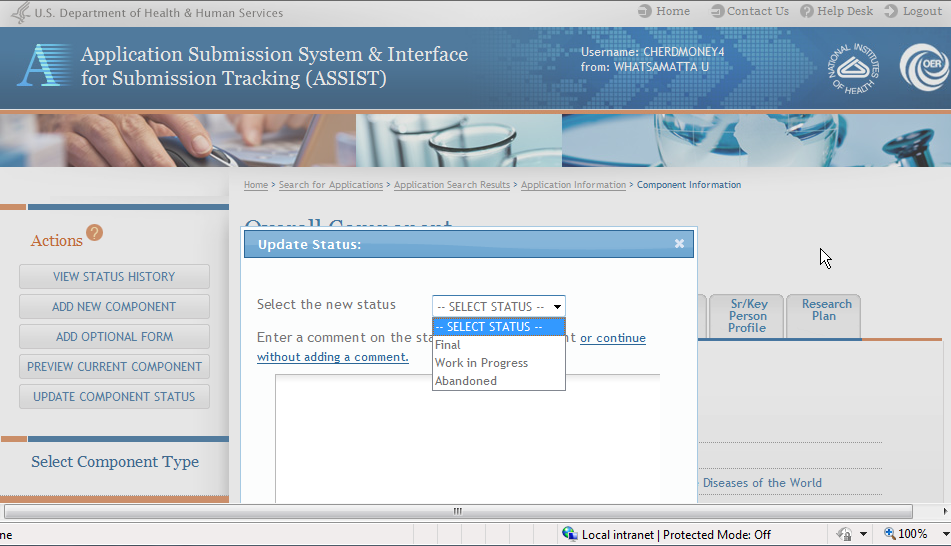 U.S. Department of Health & Human Services
Home
Contact Us
? Help Desk
Logout
A
Application Submission System & Interface
for Submission Tracking (ASSIST)
Username: CHERDMONEY4
from: WHATSAMATTA U
NATIONAL INSTITUTES OF HEALTH
OER
Home > Search for Applications > Application Search Results > Application Information > Component Information
Overall Component
Actions ?
VIEW STATUS HISTORY
ADD NEW COMPONENT
ADD OPTIONAL FORM
PREVIEW CURRENT COMPONENT
UPDATE COMPONENT STATUS
Select Component Type
Update Status:
Select the new status
-- SELECT STATUS --
-- SELECT STATUS --
Final
Work in Progress
Abandoned
Enter a comment on the sta
t or continue
without adding a comment.
Sr/Key
Person
Profile
Research
Plan
Diseases of the World
ne
Local intranet | Protected Mode: Off
100%